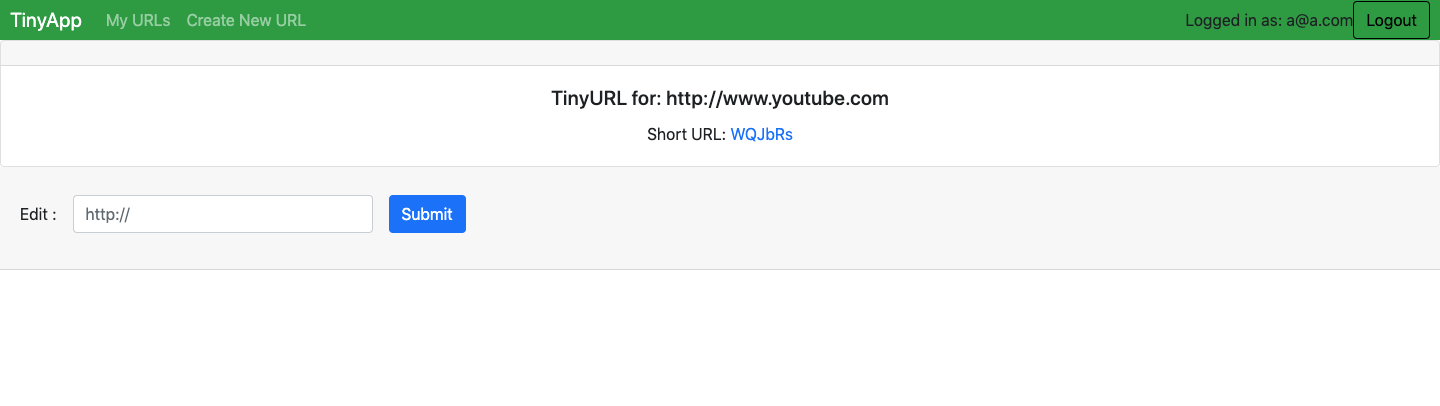 TinyApp My URLs Create New URL Logged in as: a@a.com Logout
TinyURL for: http://www.youtube.com
Short URL: WQJbRs
Edit : http:// Submit